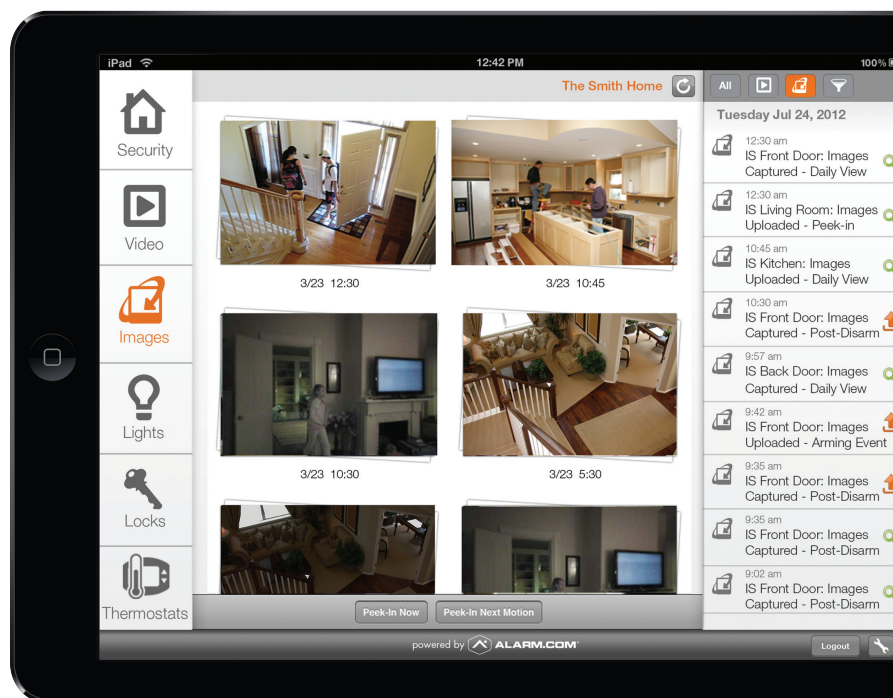 iPad
12:42 PM
100%
Security
Video
Images
Lights
Locks
Thermostats
The Smith Home
3/23 12:30
3/23 10:45
3/23 10:30
3/23 5:30
Peek-In Now
Peek-In Next Motion
All
Tuesday Jul 24, 2012
12:30 am
IS Front Door: Images
Captured - Daily View
12:30 am
IS Living Room: Images
Uploaded - Peek-in
10:45 am
IS Kitchen: Images
Uploaded - Daily View
10:30 am
IS Front Door: Images
Captured - Post-Disarm
9:57 am
IS Back Door: Images
Captured - Daily View
9:42 am
IS Front Door: Images
Uploaded - Arming Event
9:35 am
IS Front Door: Images
Captured - Post-Disarm
9:35 am
IS Front Door: Images
Captured - Post-Disarm
9:02 am
IS Front Door: Images
Captured - Post-Disarm
powered by ALARM.COM
Logout